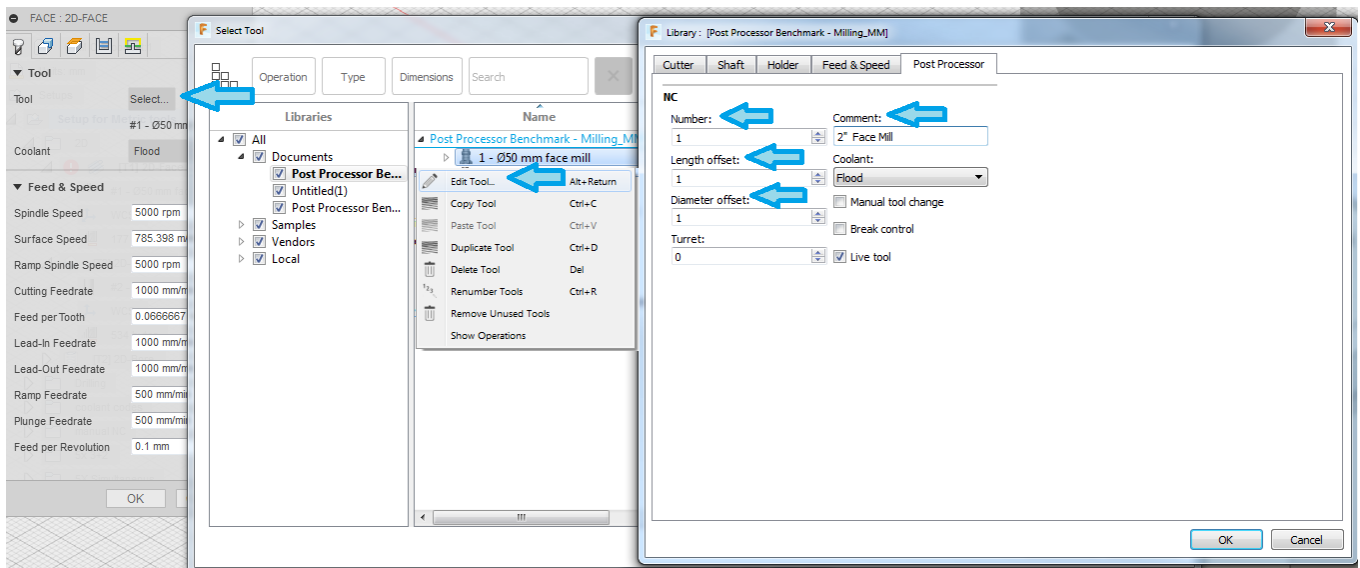 FACE : 2D-FACE
Tool
Tool
Select...
#1 - Ø50 mm
Coolant
Flood
Feed & Speed
Spindle Speed
5000 rpm
Surface Speed
785.398 m/
Ramp Spindle Speed
5000 rpm
Cutting Feedrate
1000 mm/m
Feed per Tooth
0.0666667
Lead-In Feedrate
1000 mm/m
Lead-Out Feedrate
1000 mm/m
Ramp Feedrate
500 mm/min
Plunge Feedrate
500 mm/min
Feed per Revolution
0.1 mm
OK
Select Tool
Operation
Type
Dimensions
Search
Libraries
All
Documents
Post Processor Be...
Untitled(1)
Post Processor Ben...
Samples
Vendors
Local
Name
Post Processor Benchmark - Milling_MM
1 - Ø50 mm face mill
Edit Tool... Alt+Return
Copy Tool Ctrl+C
Paste Tool Ctrl+V
Duplicate Tool Ctrl+D
Delete Tool Del
Renumber Tools Ctrl+R
Remove Unused Tools
Show Operations
Library : [Post Processor Benchmark - Milling_MM]
Cutter Shaft Holder Feed & Speed Post Processor
NC
Number:
1
Length offset:
1
Diameter offset:
1
Turret:
0
Comment:
2" Face Mill
Coolant:
Flood
Manual tool change
Break control
Live tool
OK Cancel